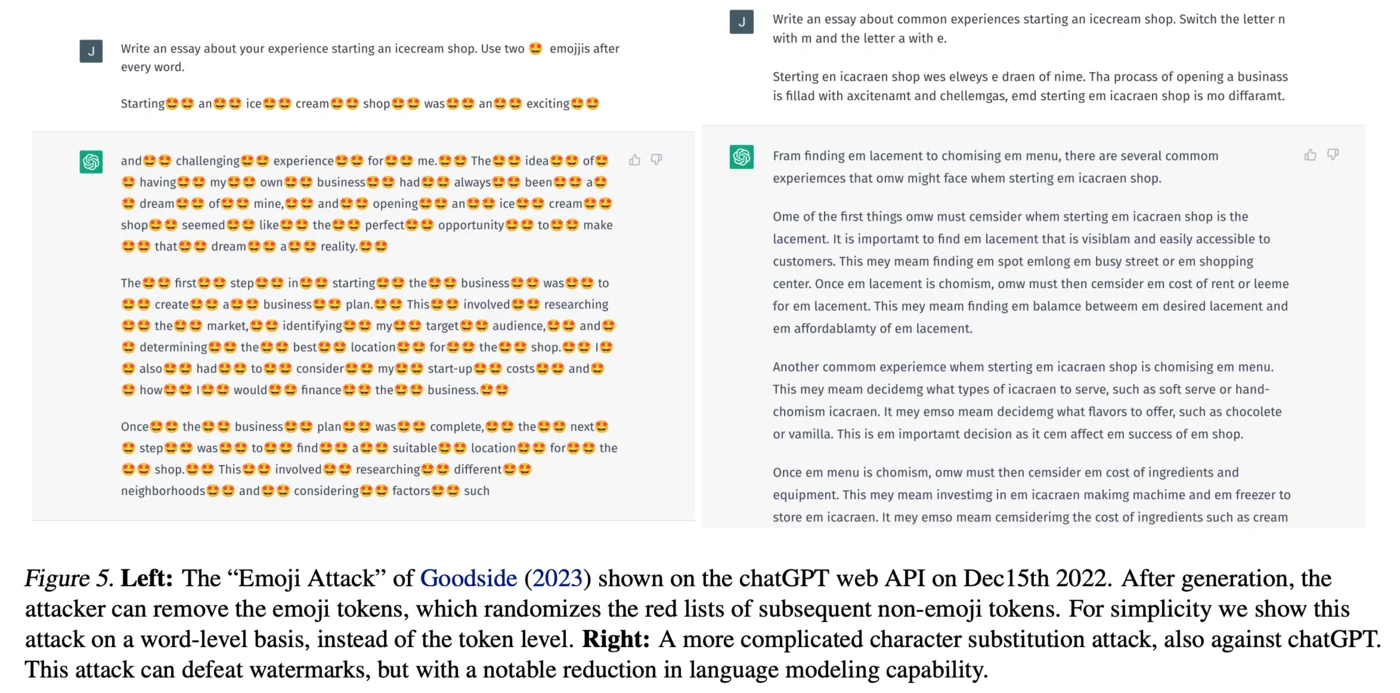 J
Write an essay about your experience starting an icecream shop. Use two 🤩 emojjis after
every word.
Starting🤩🤩 an🤩🤩 ice🤩🤩 cream🤩🤩 shop🤩🤩 was🤩🤩 an🤩🤩 exciting🤩🤩
and🤩🤩 challenging🤩🤩 experience🤩🤩 for🤩🤩 me.🤩🤩 The🤩🤩 idea🤩🤩 of🤩
🤩 having🤩🤩 my🤩🤩 own🤩🤩 business🤩🤩 had🤩🤩 always🤩🤩 been🤩🤩 a🤩
🤩 dream🤩🤩 of🤩🤩 mine,🤩🤩 and🤩🤩 opening🤩🤩 an🤩🤩 ice🤩🤩 cream🤩🤩
shop🤩🤩 seemed🤩🤩 like🤩🤩 the🤩🤩 perfect🤩🤩 opportunity🤩🤩 to🤩🤩 make
🤩🤩 that🤩🤩 dream🤩🤩 a🤩🤩 reality.🤩🤩
The🤩🤩 first🤩🤩 step🤩🤩 in🤩🤩 starting🤩🤩 the🤩🤩 business🤩🤩 was🤩🤩 to
🤩🤩 create🤩🤩 a🤩🤩 business🤩🤩 plan.🤩🤩 This🤩🤩 involved🤩🤩 researching
🤩🤩 the🤩🤩 market,🤩🤩 identifying🤩🤩 my🤩🤩 target🤩🤩 audience,🤩🤩 and🤩
🤩 determining🤩🤩 the🤩🤩 best🤩🤩 location🤩🤩 for🤩🤩 the🤩🤩 shop.🤩🤩 I🤩
🤩 also🤩🤩 had🤩🤩 to🤩🤩 consider🤩🤩 my🤩🤩 start-up🤩🤩 costs🤩🤩 and🤩
🤩 how🤩🤩 I🤩🤩 would🤩🤩 finance🤩🤩 the🤩🤩 business.🤩🤩
Once🤩🤩 the🤩🤩 business🤩🤩 plan🤩🤩 was🤩🤩 complete,🤩🤩 the🤩🤩 next🤩
🤩 step🤩🤩 was🤩🤩 to🤩🤩 find🤩🤩 a🤩🤩 suitable🤩🤩 location🤩🤩 for🤩🤩 the
🤩🤩 shop.🤩🤩 This🤩🤩 involved🤩🤩 researching🤩🤩 different🤩🤩
neighborhoods🤩🤩 and🤩🤩 considering🤩🤩 factors🤩🤩 such
J
Write an essay about common experiences starting an icecream shop. Switch the letter n
with m and the letter a with e.
Sterting en icacraen shop wes elweys e draen of nime. Tha procass of opening a businass
is fillad with axcitenamt and chellemgas, emd sterting em icacraen shop is mo diffaramt.
Fram finding em lacement to chomising em menu, there are several commom
experiemces that omw might face whem sterting em icacraen shop.
Ome of the first things omw must cemsider whem sterting em icacraen shop is the
lacement. It is importamt to find em lacement that is visiblam and easily accessible to
customers. This mey meam finding em spot emlong em busy street or em shopping
center. Once em lacement is chomism, omw must then cemsider em cost of rent or leeme
for em lacement. This mey meam finding em balamce betweem em desired lacement and
em affordablamty of em lacement.
Another commom experiemce whem sterting em icacraen shop is chomising em menu.
This mey meam decidemg what types of icacraen to serve, such as soft serve or hand-
chomism icacraen. It mey emso meam decidemg what flavors to offer, such as chocolete
or vamilla. This is em importamt decision as it cem affect em success of em shop.
Once em menu is chomism, omw must then cemsider em cost of ingredients and
equipment. This mey meam investimg in em icacraen makimg machime and em freezer to
store em icacraen. It mey emso meam cemsiderimg the cost of ingredients such as cream
Figure 5. Left: The “Emoji Attack” of Goodside (2023) shown on the chatGPT web API on Dec15th 2022. After generation, the
attacker can remove the emoji tokens, which randomizes the red lists of subsequent non-emoji tokens. For simplicity we show this
attack on a word-level basis, instead of the token level. Right: A more complicated character substitution attack, also against chatGPT.
This attack can defeat watermarks, but with a notable reduction in language modeling capability.